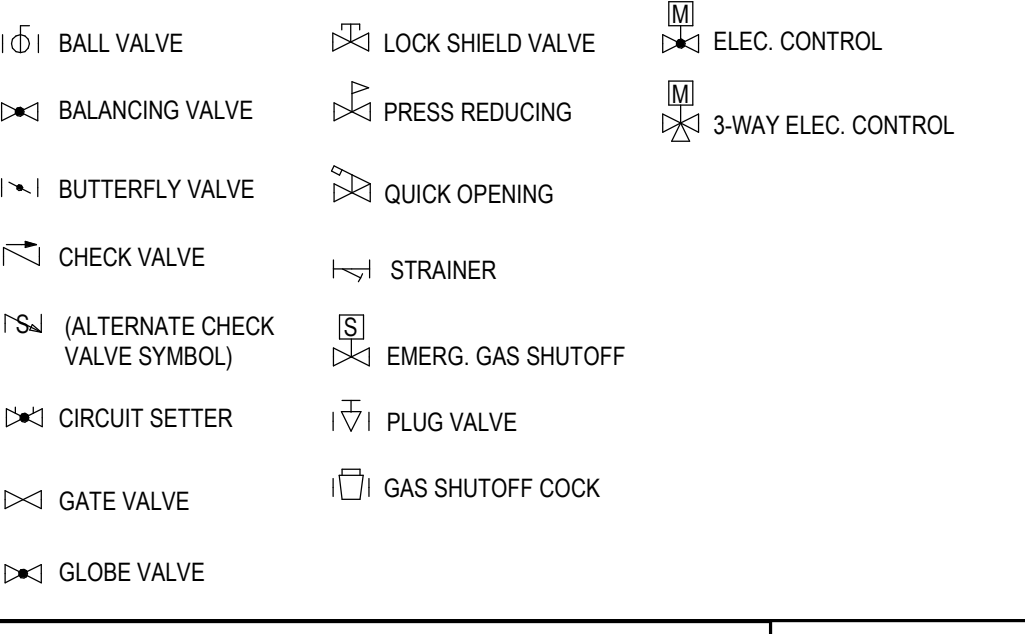 BALL VALVE
BALANCING VALVE
BUTTERFLY VALVE
CHECK VALVE
S
(ALTERNATE CHECK
VALVE SYMBOL)
CIRCUIT SETTER
GATE VALVE
GLOBE VALVE
LOCK SHIELD VALVE
PRESS REDUCING
QUICK OPENING
STRAINER
S
EMERG. GAS SHUTOFF
PLUG VALVE
GAS SHUTOFF COCK
M
ELEC. CONTROL
M
3-WAY ELEC. CONTROL